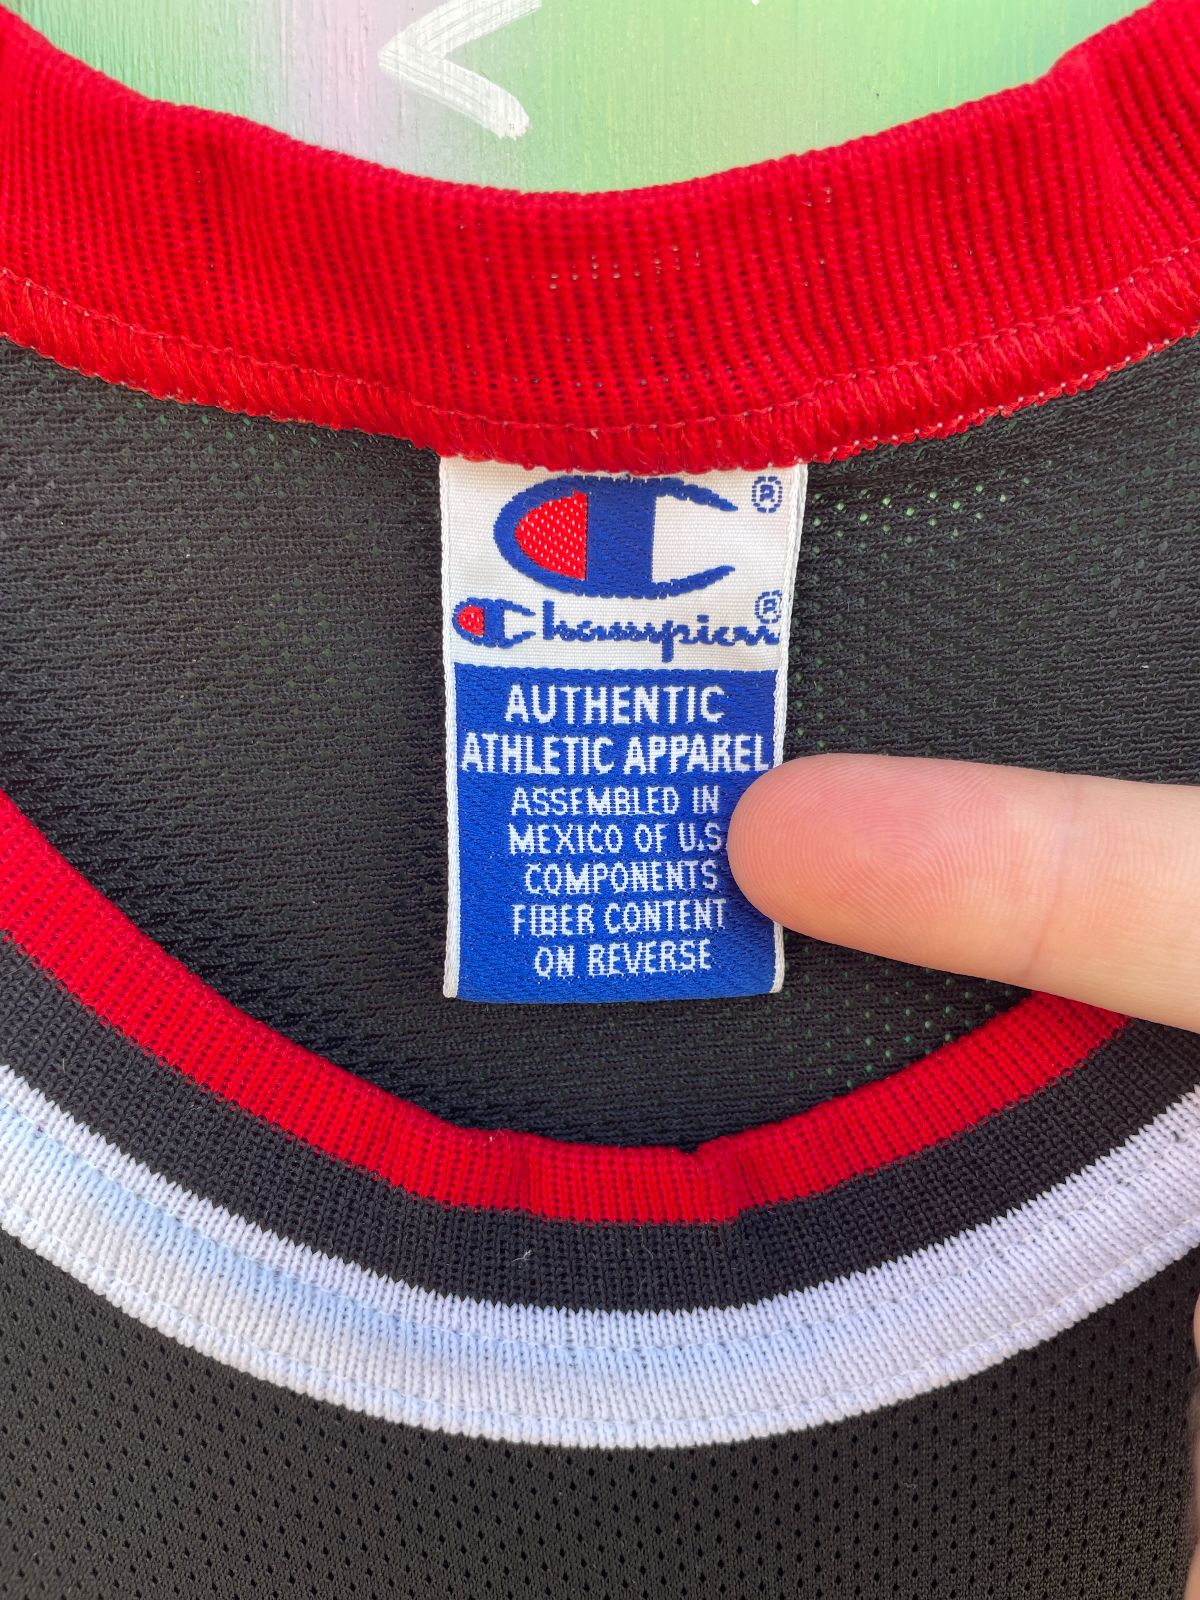 ®
Champion®
AUTHENTIC
ATHLETIC APPAREL
ASSEMBLED IN
MEXICO OF U.S.
COMPONENTS
FIBER CONTENT
ON REVERSE